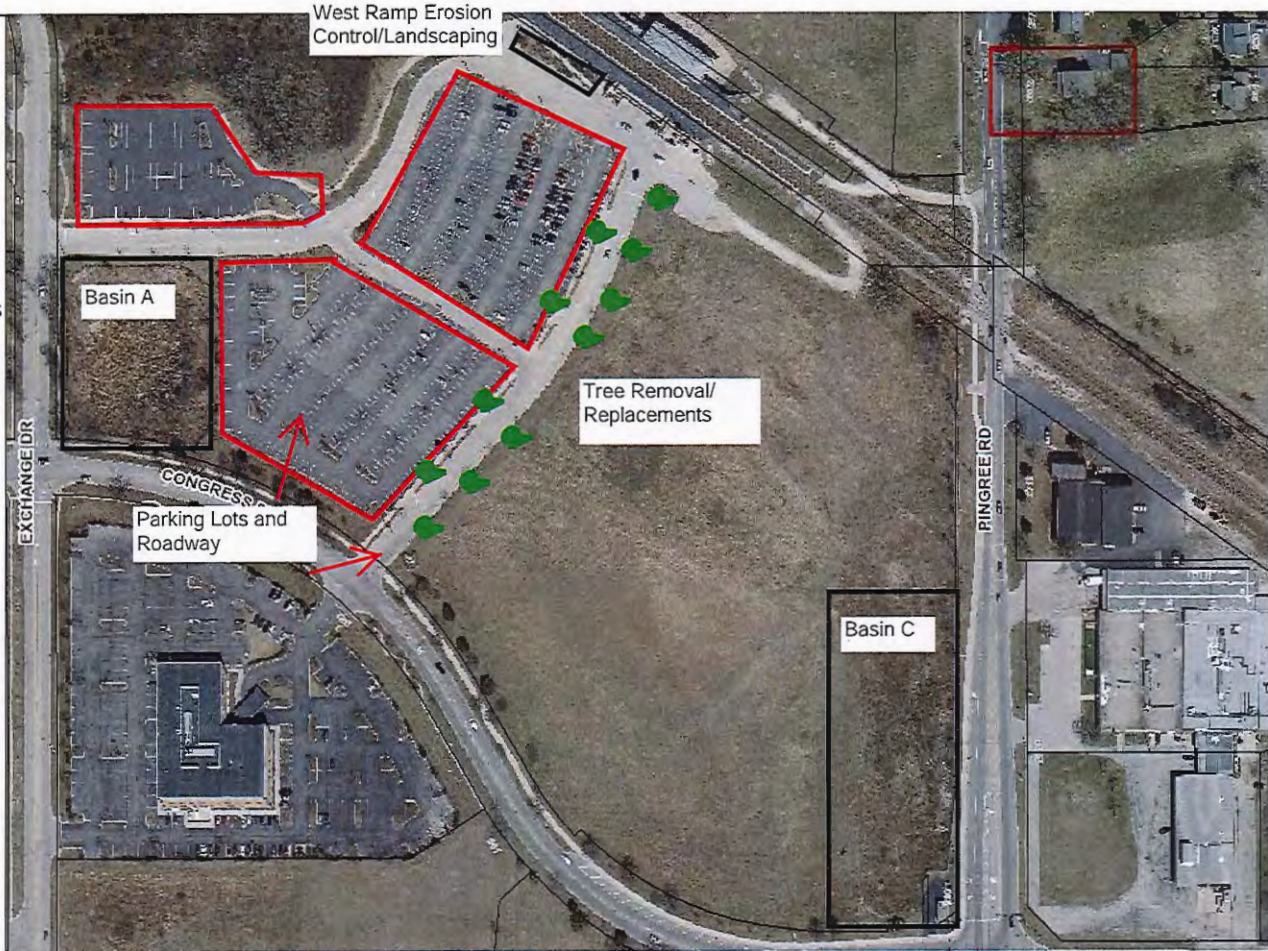 West Ramp Erosion
Control/Landscaping
Basin A
Tree Removal/
Replacements
EXCHANGE DR
CONGRESS
PINGREE RD
Parking Lots and
Roadway
Basin C